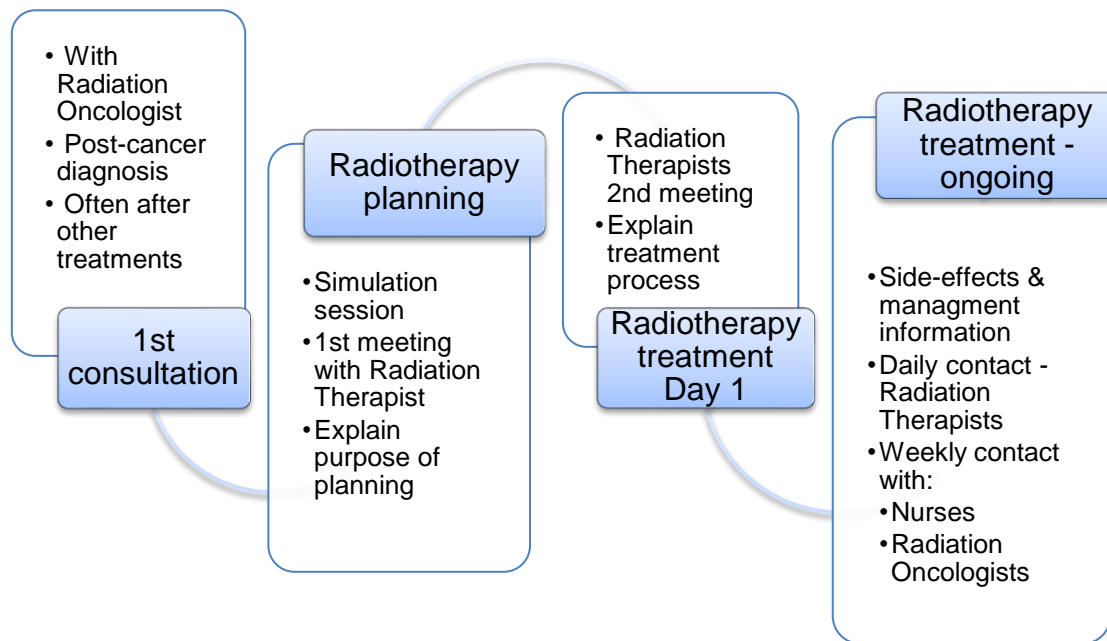 • With
Radiation
Oncologist
• Post-cancer
diagnosis
• Often after
other
treatments
1st
consultation
Radiotherapy
planning
•Simulation
session
•1st meeting
with Radiation
Therapist
•Explain
purpose of
planning
• Radiation
Therapists
2nd meeting
•Explain
treatment
process
Radiotherapy
treatment
Day 1
Radiotherapy
treatment -
ongoing
•Side-effects &
managment
information
•Daily contact -
Radiation
Therapists
•Weekly contact
with:
•Nurses
•Radiation
Oncologists